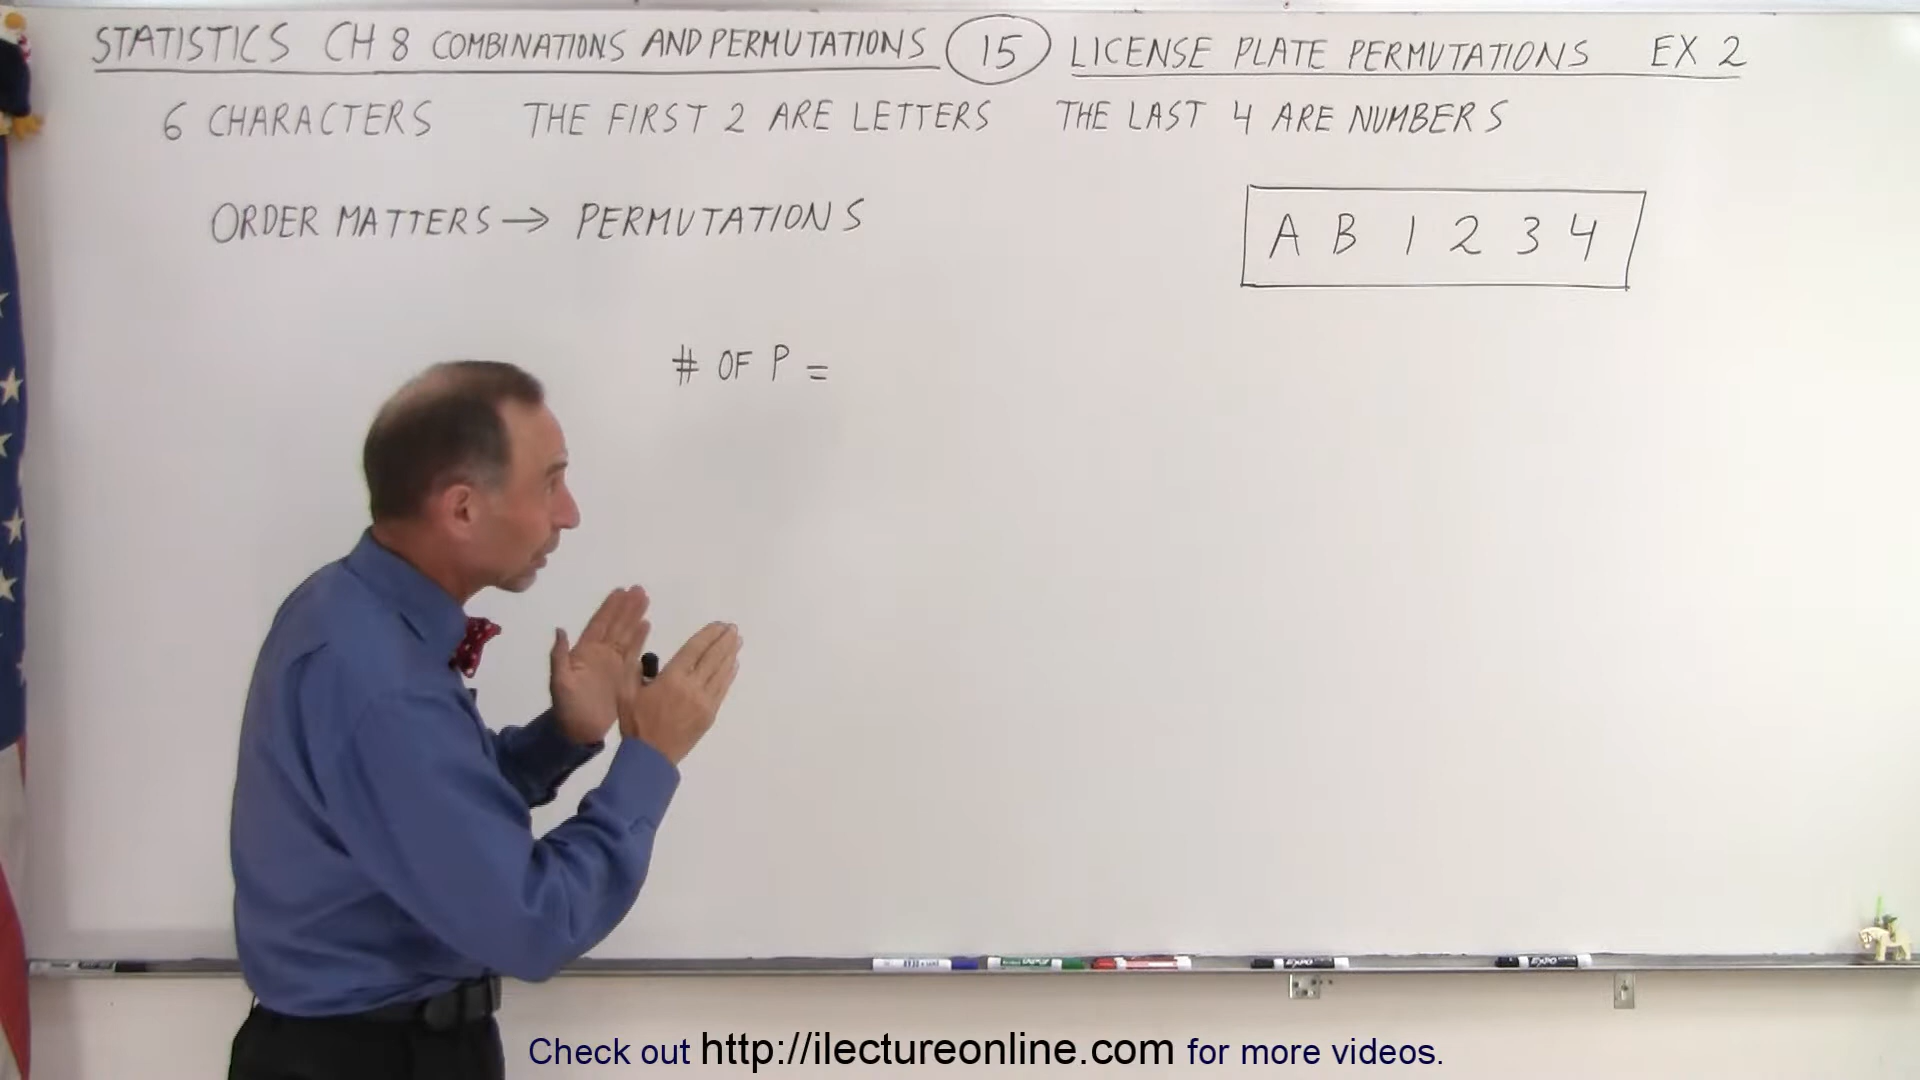 STATISTICS CH 8 COMBINATIONS AND PERMUTATIONS 15 LICENSE PLATE PERMUTATIONS EX 2
6 CHARACTERS THE FIRST 2 ARE LETTERS THE LAST 4 ARE NUMBERS
ORDER MATTERS → PERMUTATIONS
A B 1 2 3 4
# OF P =
Check out http://ilectureonline.com for more videos.